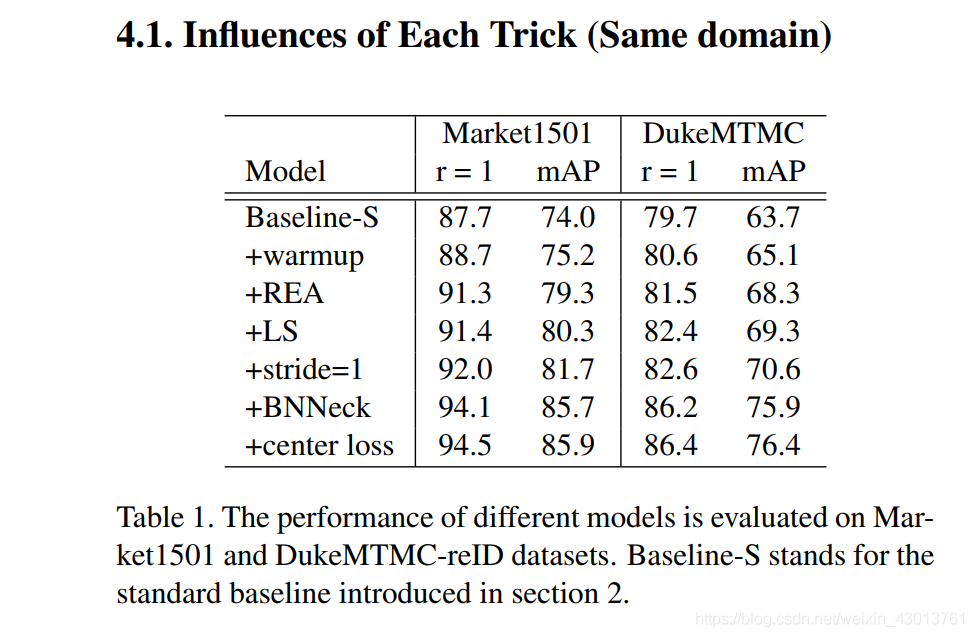 4.1. Influences of Each Trick (Same domain)
Market1501 DukeMTMC
Model r = 1 mAP r = 1 mAP
Baseline-S 87.7 74.0 79.7 63.7
+warmup 88.7 75.2 80.6 65.1
+REA 91.3 79.3 81.5 68.3
+LS 91.4 80.3 82.4 69.3
+stride=1 92.0 81.7 82.6 70.6
+BNNeck 94.1 85.7 86.2 75.9
+center loss 94.5 85.9 86.4 76.4
Table 1. The performance of different models is evaluated on Mar-
ket1501 and DukeMTMC-reID datasets. Baseline-S stands for the
standard baseline introduced in section 2.
https://blog.csdn.net/weixin_43013761